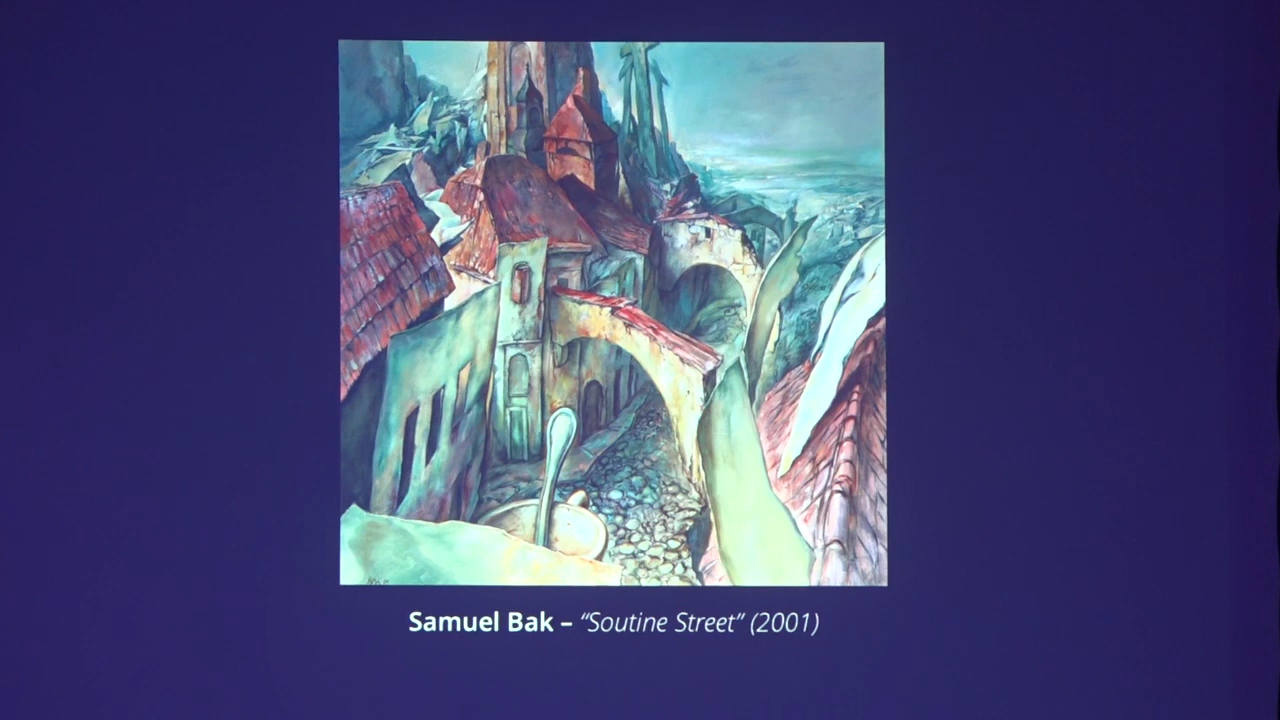 Samuel Bak – “Soutine Street” (2001)